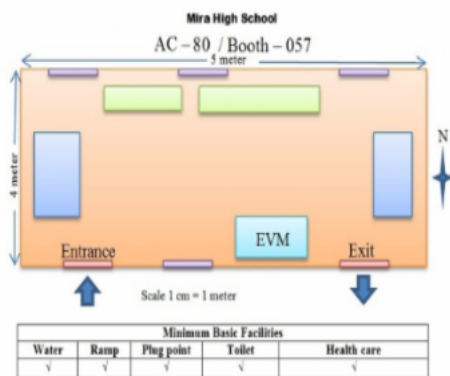 Mira High School
AC – 80 / Booth – 057
5 meter
4 meter
N
EVM
Entrance
Exit
Scale 1 cm = 1 meter
Minimum Basic Facilities
Water Ramp Plug point Toilet Health care
√ √ √ √ √